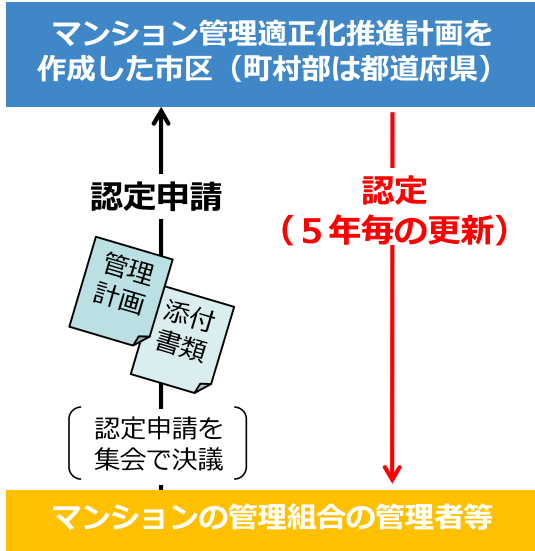 マンション管理適正化推進計画を
作成した市区（町村部は都道府県）
認定申請
認定
（５年毎の更新）
管理
計画
添付
書類
認定申請を
集会で決議
マンションの管理組合の管理者等